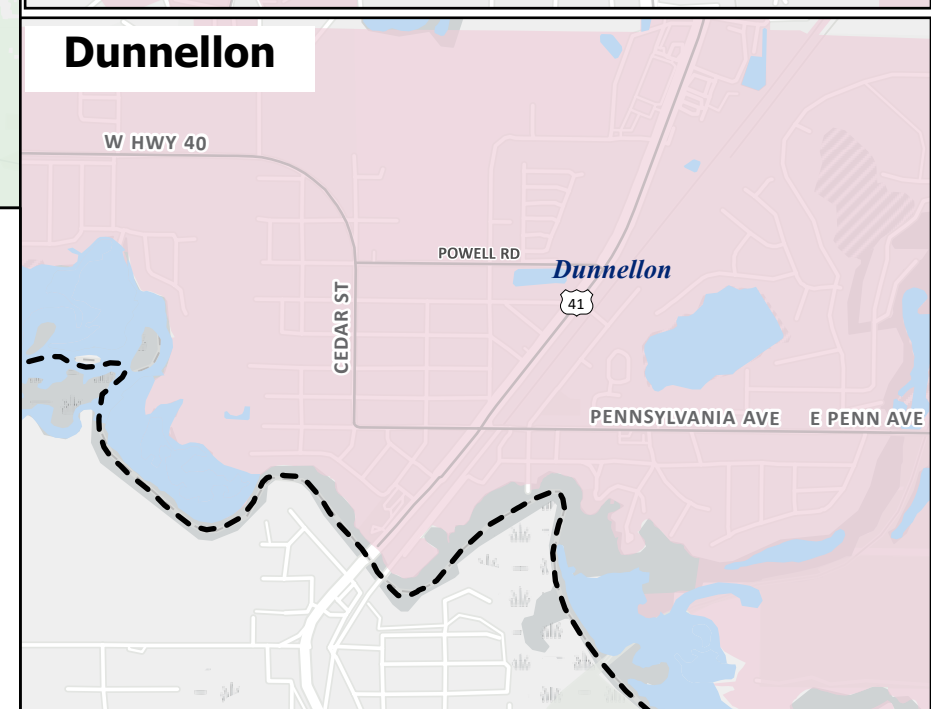 Dunnellon
W HWY 40
POWELL RD
Dunnellon
41
CEDAR ST
PENNSYLVANIA AVE
E PENN AVE